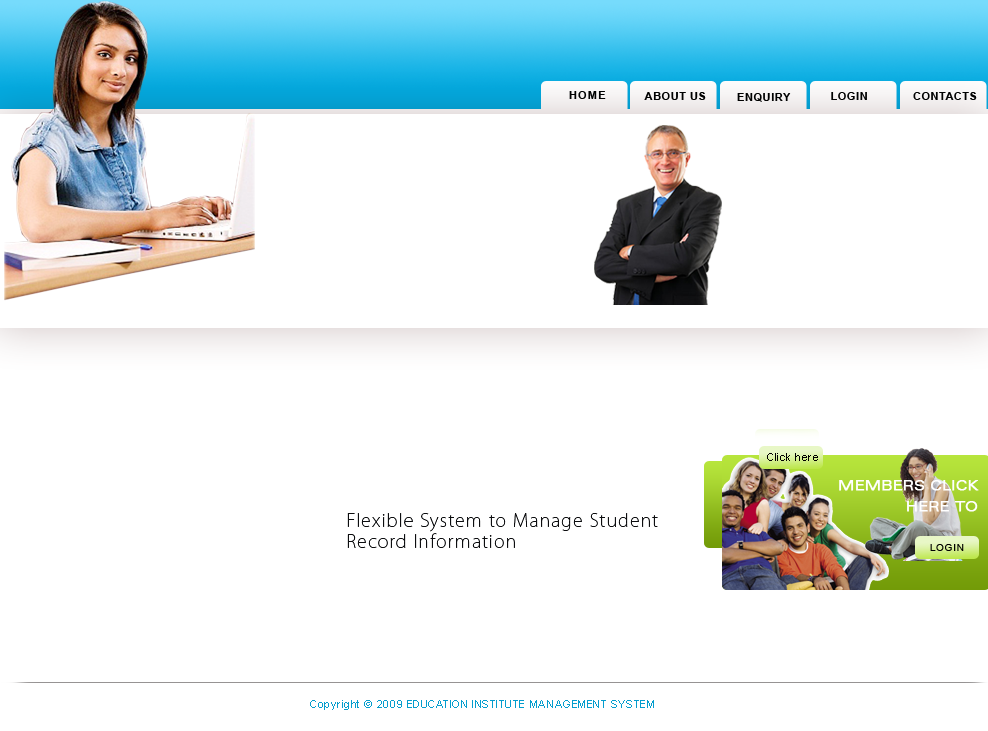 HOME
ABOUT US
ENQUIRY
LOGIN
CONTACTS
Click here
MEMBERS CLICK
HERE TO
LOGIN
Flexible System to Manage Student
Record Information
Copyright © 2009 EDUCATION INSTITUTE MANAGEMENT SYSTEM